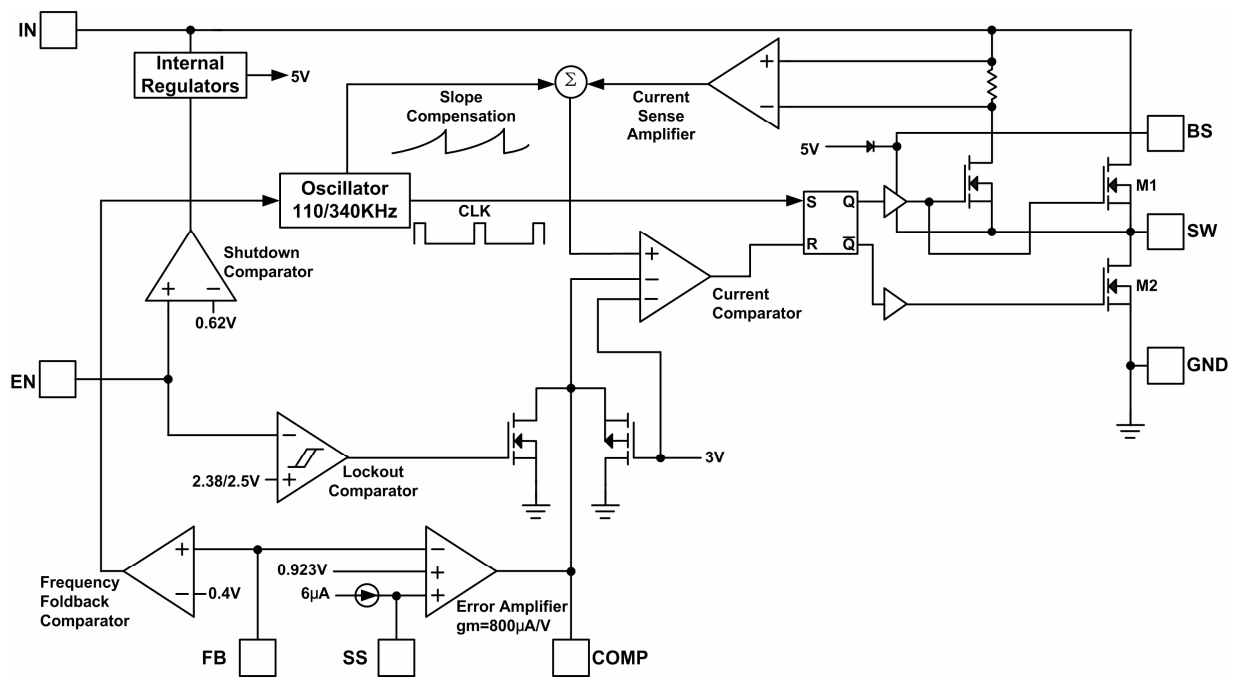 IN
Internal
Regulators
5V
Slope
Compensation
Σ
Current
Sense
Amplifier
+
−
BS
5V
Oscillator
110/340KHz
CLK
S Q
R Q̅
M1
SW
Shutdown
Comparator
+ −
0.62V
+
−
−
Current
Comparator
M2
EN
GND
−
2.38/2.5V
+
Lockout
Comparator
3V
Frequency
Foldback
Comparator
+
−
0.4V
0.923V
6μA
−
+
+
Error Amplifier
gm=800μA/V
FB
SS
COMP